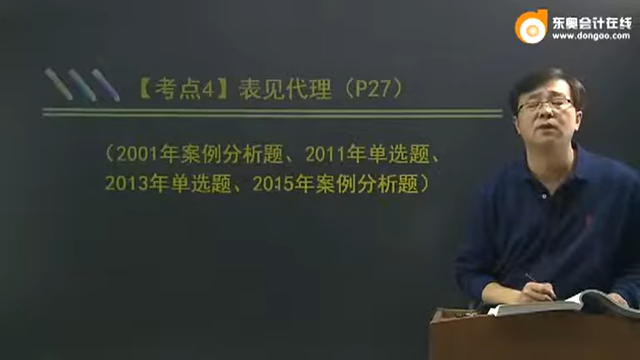 东奥会计在线
www.dongao.com
【考点4】表见代理（P27）
（2001年案例分析题、2011年单选题、
2013年单选题、2015年案例分析题）